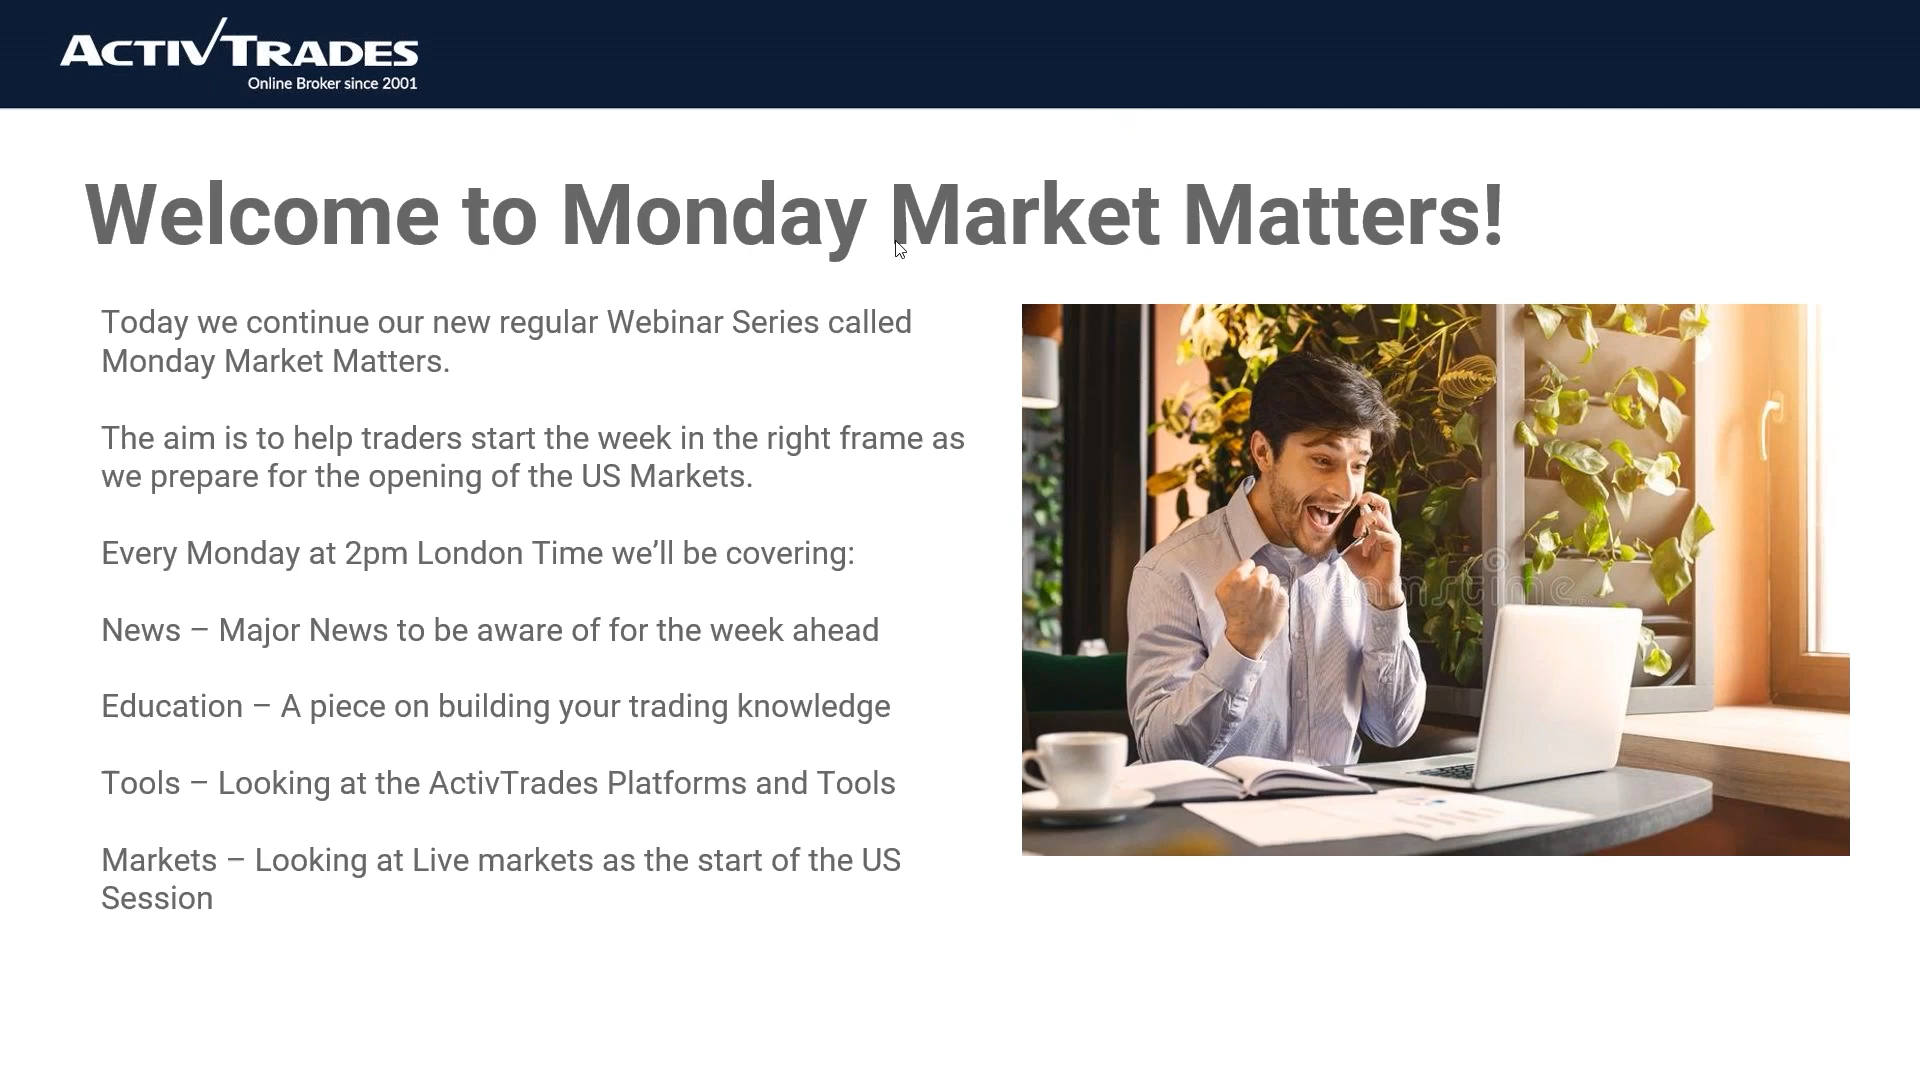 ACTIVTRADES
Online Broker since 2001
Welcome to Monday Market Matters!
Today we continue our new regular Webinar Series called
Monday Market Matters.
The aim is to help traders start the week in the right frame as
we prepare for the opening of the US Markets.
Every Monday at 2pm London Time we’ll be covering:
News – Major News to be aware of for the week ahead
Education – A piece on building your trading knowledge
Tools – Looking at the ActivTrades Platforms and Tools
Markets – Looking at Live markets as the start of the US
Session
dreamstime